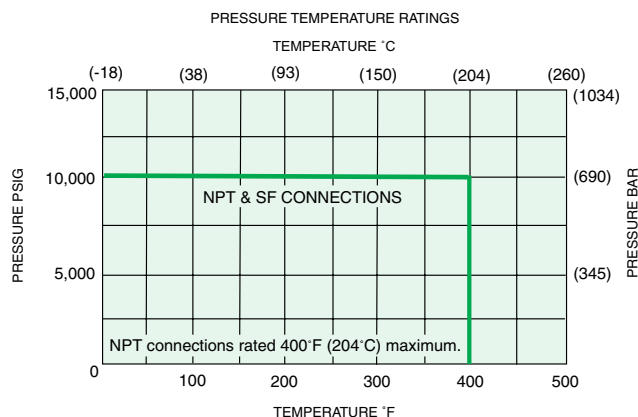 PRESSURE TEMPERATURE RATINGS
TEMPERATURE ˚C
(-18) (38) (93) (150) (204) (260)
15,000 (1034)
10,000 (690)
NPT & SF CONNECTIONS
PRESSURE PSIG
PRESSURE BAR
5,000 (345)
NPT connections rated 400˚F (204˚C) maximum.
0
100 200 300 400 500
TEMPERATURE ˚F